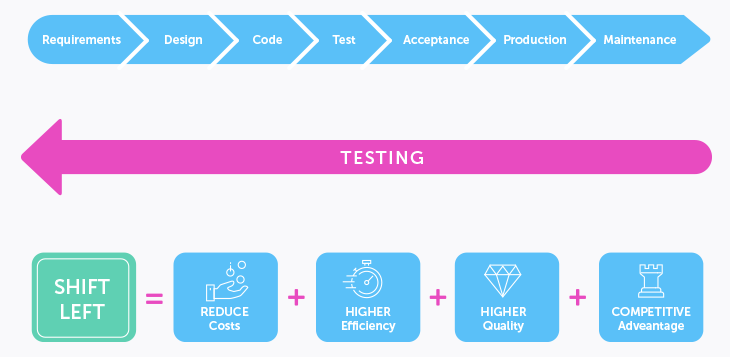 Requirements Design Code Test Acceptance Production Maintenance
TESTING
SHIFT
LEFT
=
REDUCE
Costs
+
HIGHER
Efficiency
+
HIGHER
Quality
+
COMPETITIVE
Adveantage